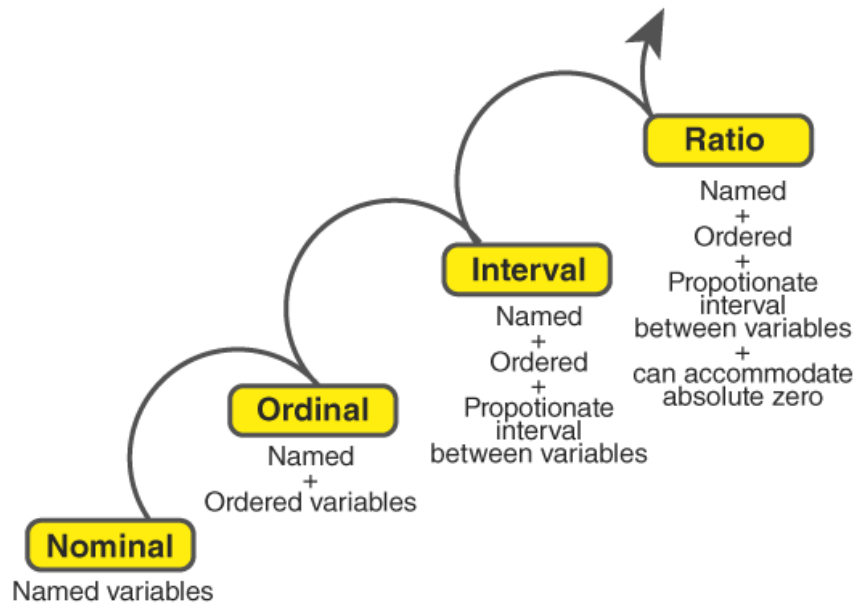 Ratio
Named
+
Ordered
+
Propotionate
interval
between variables
+
can accommodate
absolute zero
Interval
Named
+
Ordered
+
Propotionate
interval
between variables
Ordinal
Named
+
Ordered variables
Nominal
Named variables